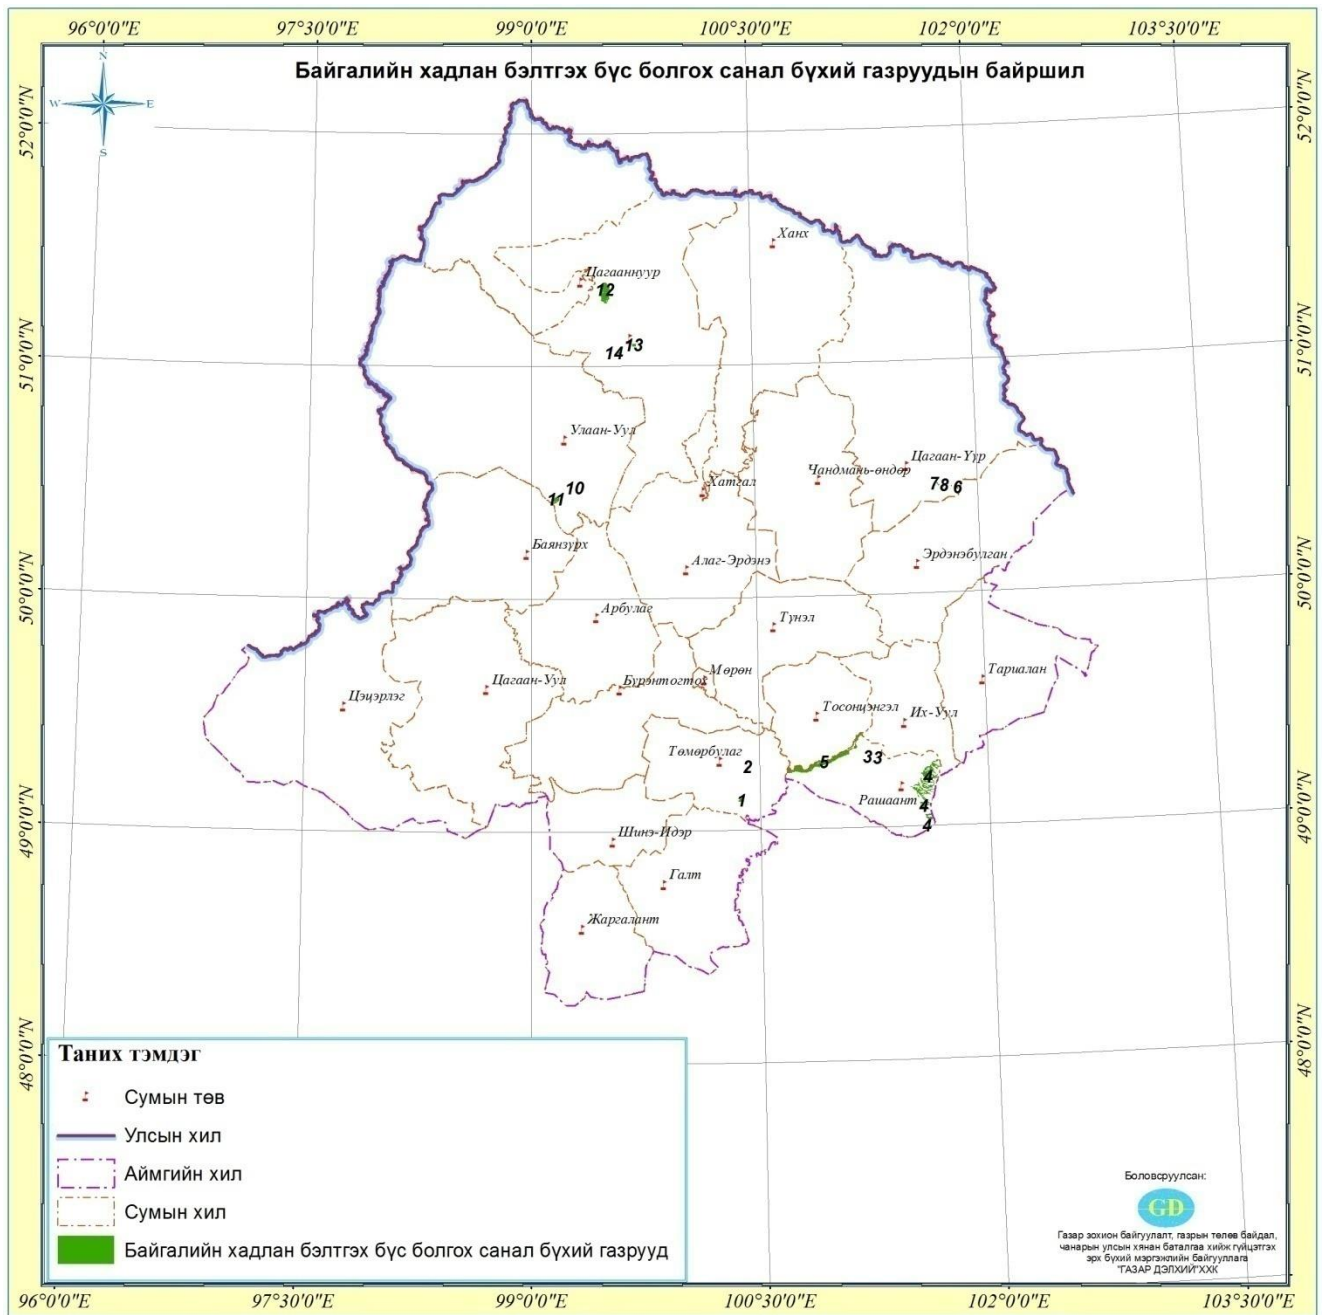 96°0'0"E 97°30'0"E 99°0'0"E 100°30'0"E 102°0'0"E 103°30'0"E
Байгалийн хадлан бэлтгэх бүс болгох санал бүхий газруудын байршил
N
W E
S
52°0'0"N 52°0'0"N
Ханх
Цагааннуур
12
13
14
51°0'0"N 51°0'0"N
Улаан-Уул
Цагаан-Үүр
Чандмань-өндөр
Хатгал
7 8 6
10
11
Баянзүрх
Эрдэнэбулган
Алаг-Эрдэнэ
50°0'0"N 50°0'0"N
Арбулаг
Түнэл
Мөрөн
Тариалан
Цагаан-Уул
Бүрэнтогтох
Цэцэрлэг
Тосонцэнгэл
Их-Уул
Төмөрбулаг
2
5
33
4
1
Рашаант
4
4
49°0'0"N 49°0'0"N
Шинэ-Идэр
Галт
Жаргалант
48°0'0"N 48°0'0"N
Таних тэмдэг
Сумын төв
Улсын хил
Аймгийн хил
Сумын хил
Байгалийн хадлан бэлтгэх бүс болгох санал бүхий газрууд
Боловсруулсан:
GD
Газар зохион байгуулалт, газрын төлөв байдал,
чанарын улсын хянан баталгаа хийж гүйцэтгэх
эрх бүхий мэргэжлийн байгууллага
"ГАЗАР ДЭЛХИЙ"ХХК
96°0'0"E 97°30'0"E 99°0'0"E 100°30'0"E 102°0'0"E 103°30'0"E